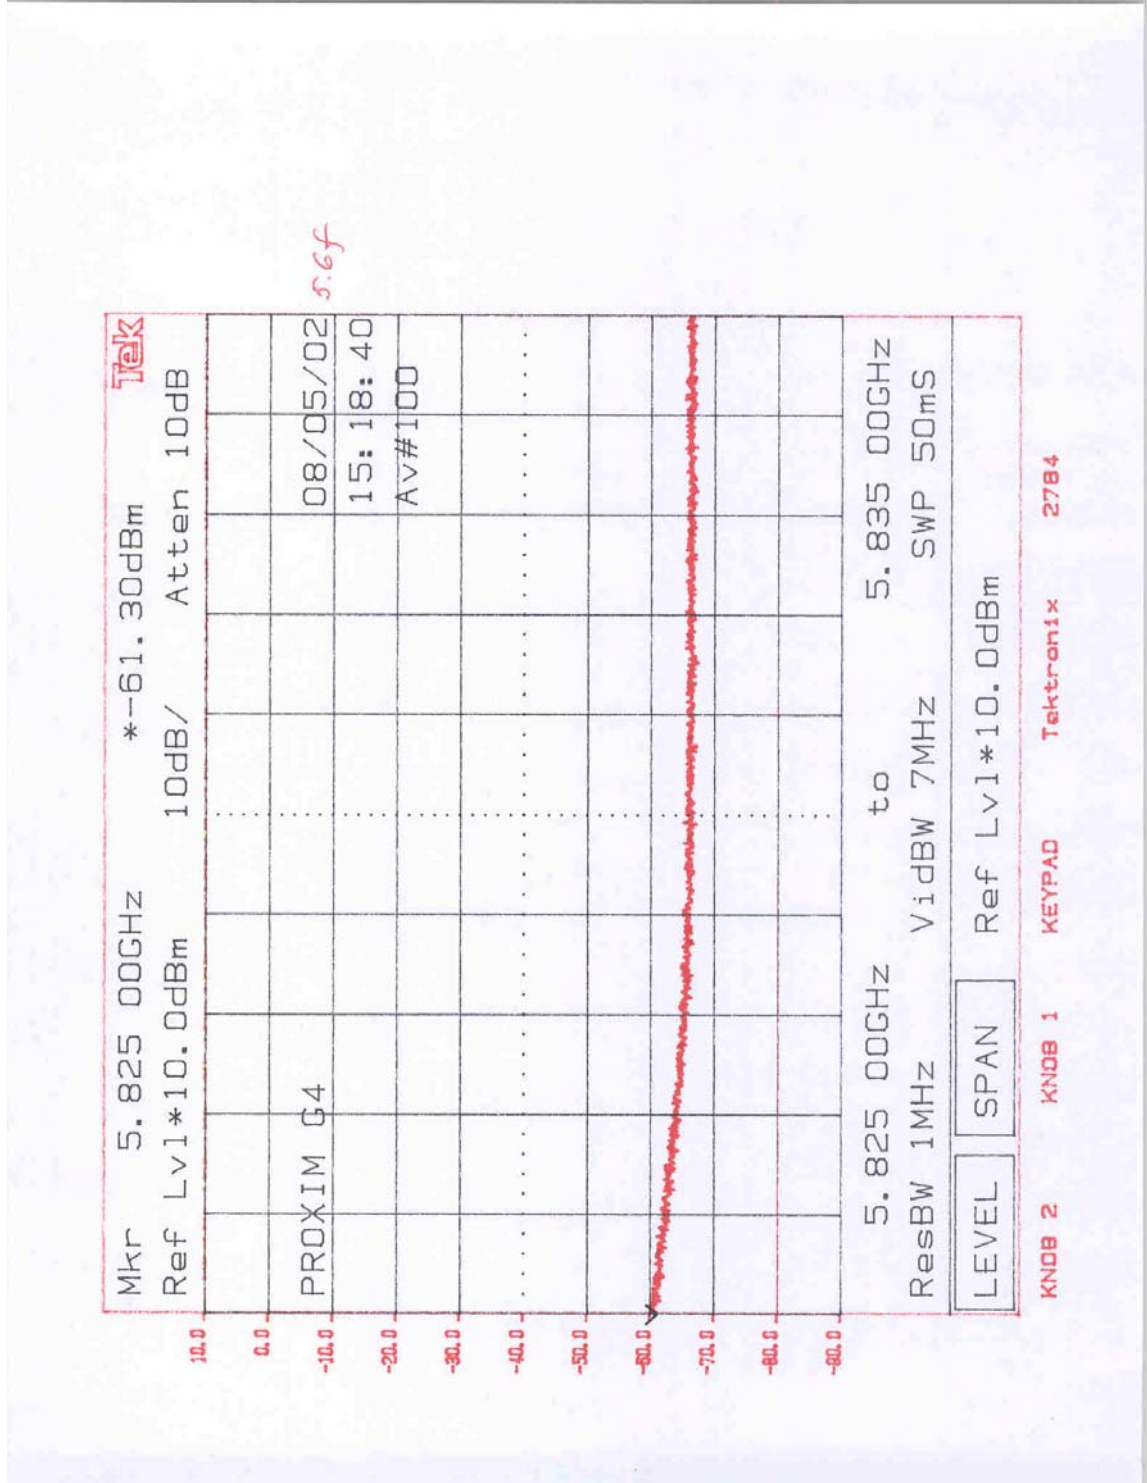 Mkr 5.825 00GHz *-61.30dBm Tek
Ref Lvl*10.0dBm 10dB/ Atten 10dB
10.0
0.0
PROXIM G4 08/05/02 5.6f
-10.0
15:18:40
-20.0
Av#100
-30.0
-40.0
-50.0
-60.0
-70.0
-80.0
-90.0
5.825 00GHz to 5.835 00GHz
ResBW 1MHz VidBW 7MHz SWP 50mS
LEVEL SPAN Ref Lvl*10.0dBm
KNOB 2 KNOB 1 KEYPAD Tektronix 2784